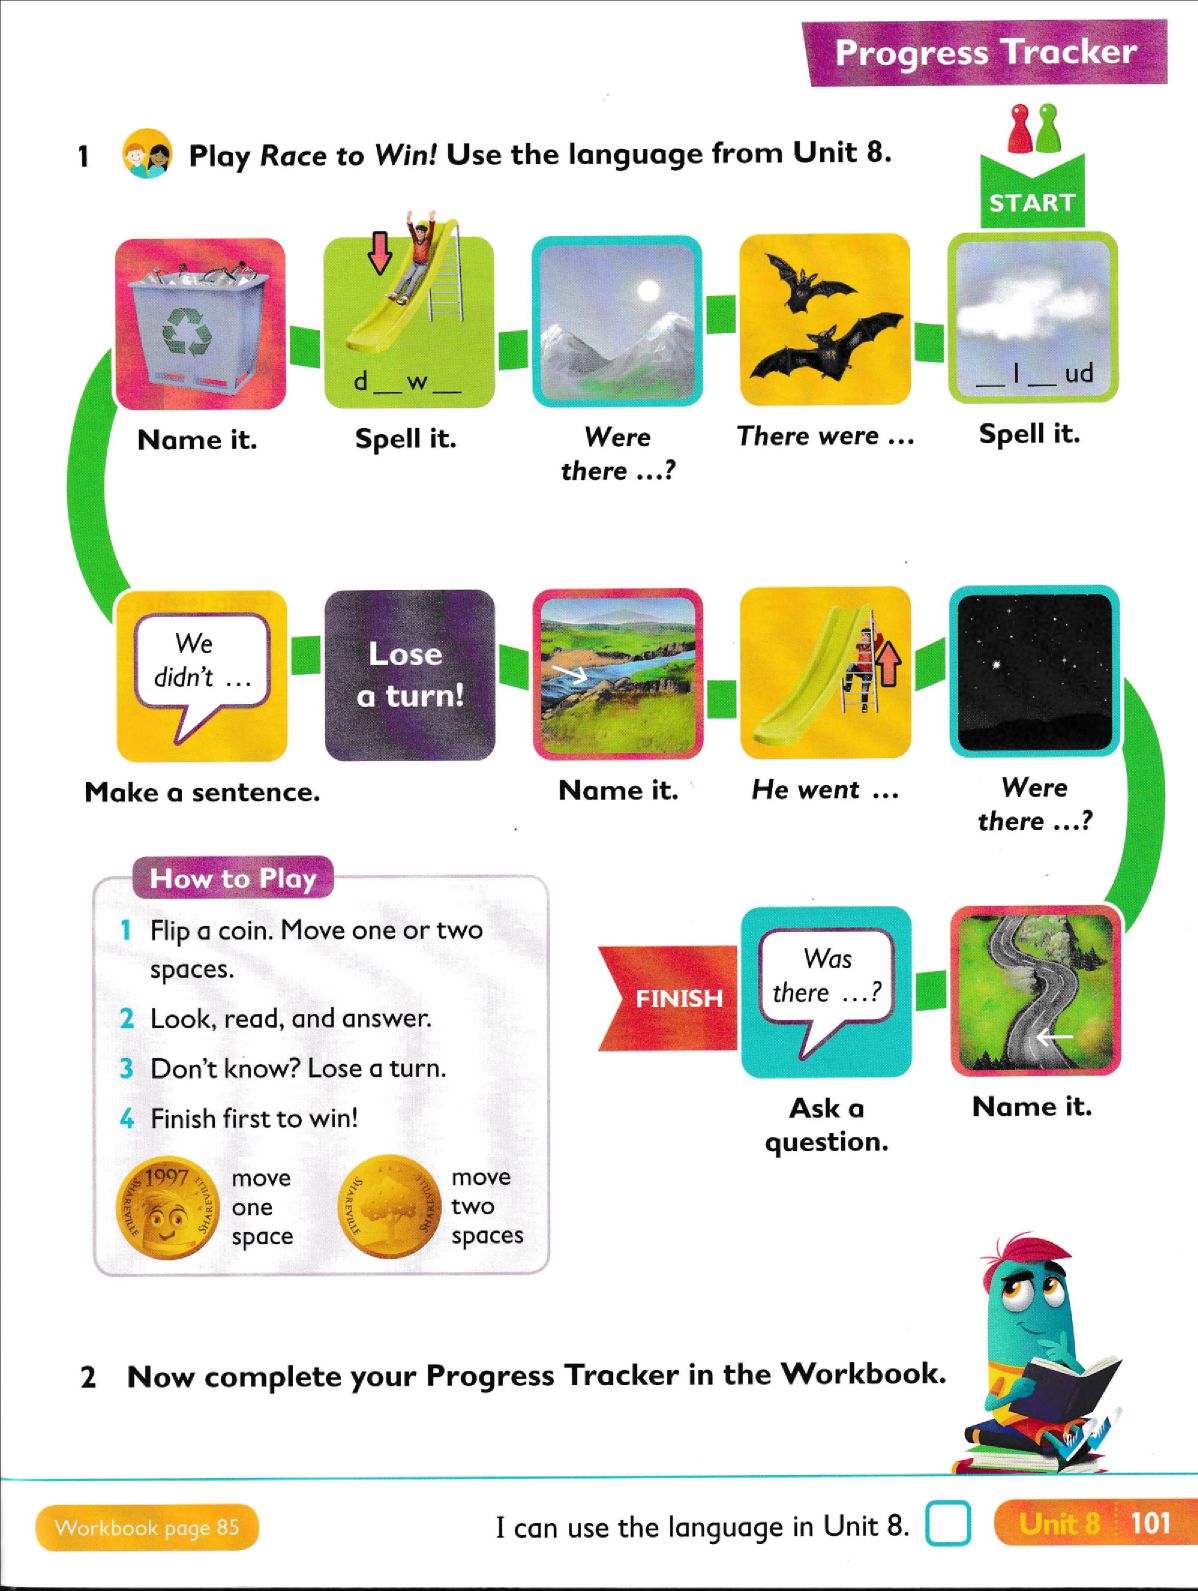 Progress Tracker
1 Play Race to Win! Use the language from Unit 8.
START
d __ w __
__ l __ ud
Name it.
Spell it.
Were
there ...?
There were ...
Spell it.
We
didn't ...
Lose
a turn!
Make a sentence.
Name it.
He went ...
Were
there ...?
How to Play
1 Flip a coin. Move one or two
spaces.
2 Look, read, and answer.
3 Don't know? Lose a turn.
4 Finish first to win!
1997
SHAREVILLE
SHAREVILLE
move
one
space
SHAREVILLE
SHAREVILLE
move
two
spaces
FINISH
Was
there ...?
Ask a
question.
Name it.
2 Now complete your Progress Tracker in the Workbook.
Workbook page 85
I can use the language in Unit 8.
Unit 8 101